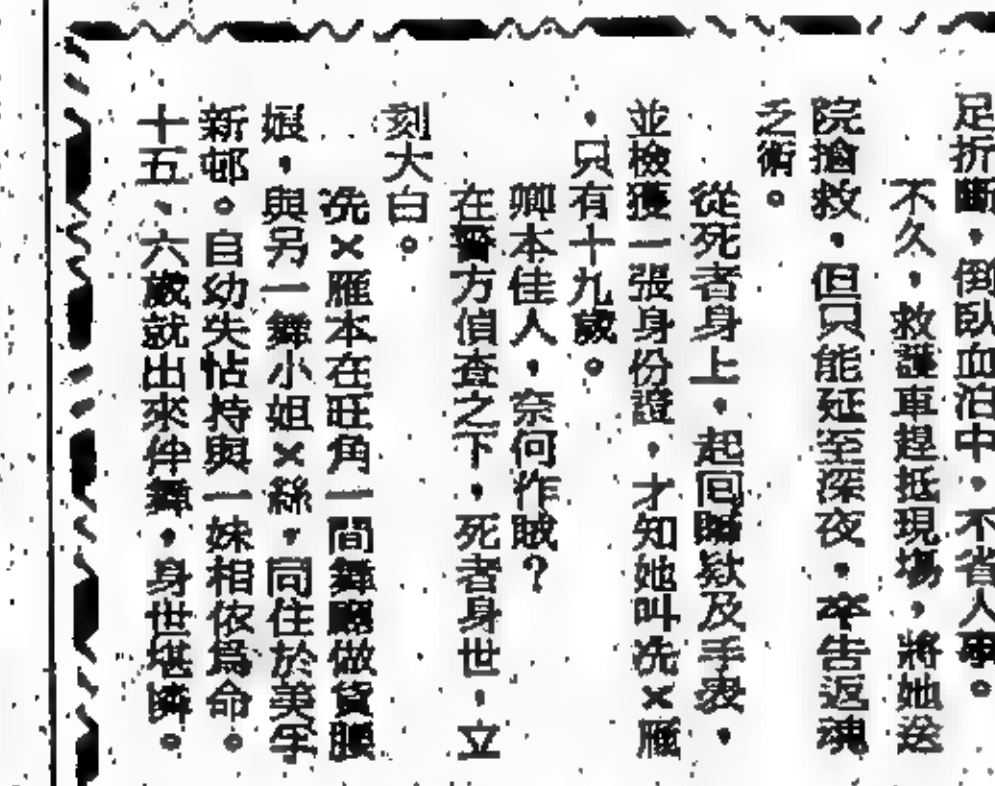 足折斷，倒臥血泊中，不省人事。
不久，救護車趕抵現場，將她送
院搶救，但只能延至深夜，卒告返魂
乏術。
從死者身上，起回賍欵及手袋，
並檢獲一張身份證，才知她叫冼×雁
，只有十九歲。
卿本佳人，奈何作賊？
在警方偵查之下，死者身世，立
刻大白。
冼×雁本在旺角一間舞廳做貨腰
娘，與另一舞小姐×絲，同住於美孚
新邨。自幼失怙恃與一妹相依爲命。
十五、六歲就出來伴舞，身世堪憐。